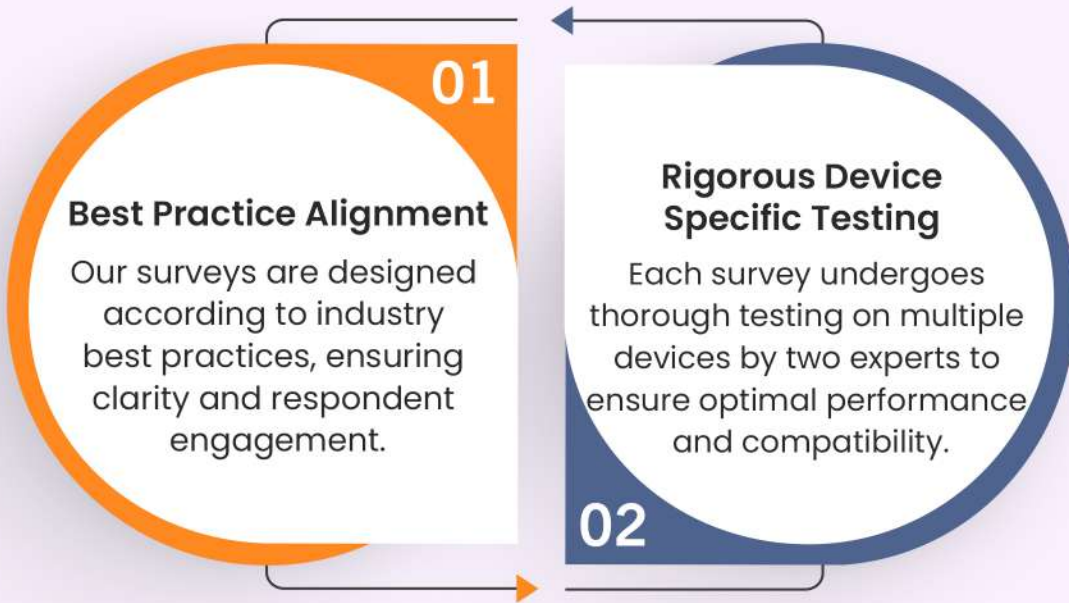 01
Best Practice Alignment
Our surveys are designed
according to industry
best practices, ensuring
clarity and respondent
engagement.
Rigorous Device
Specific Testing
Each survey undergoes
thorough testing on multiple
devices by two experts to
ensure optimal performance
and compatibility.
02